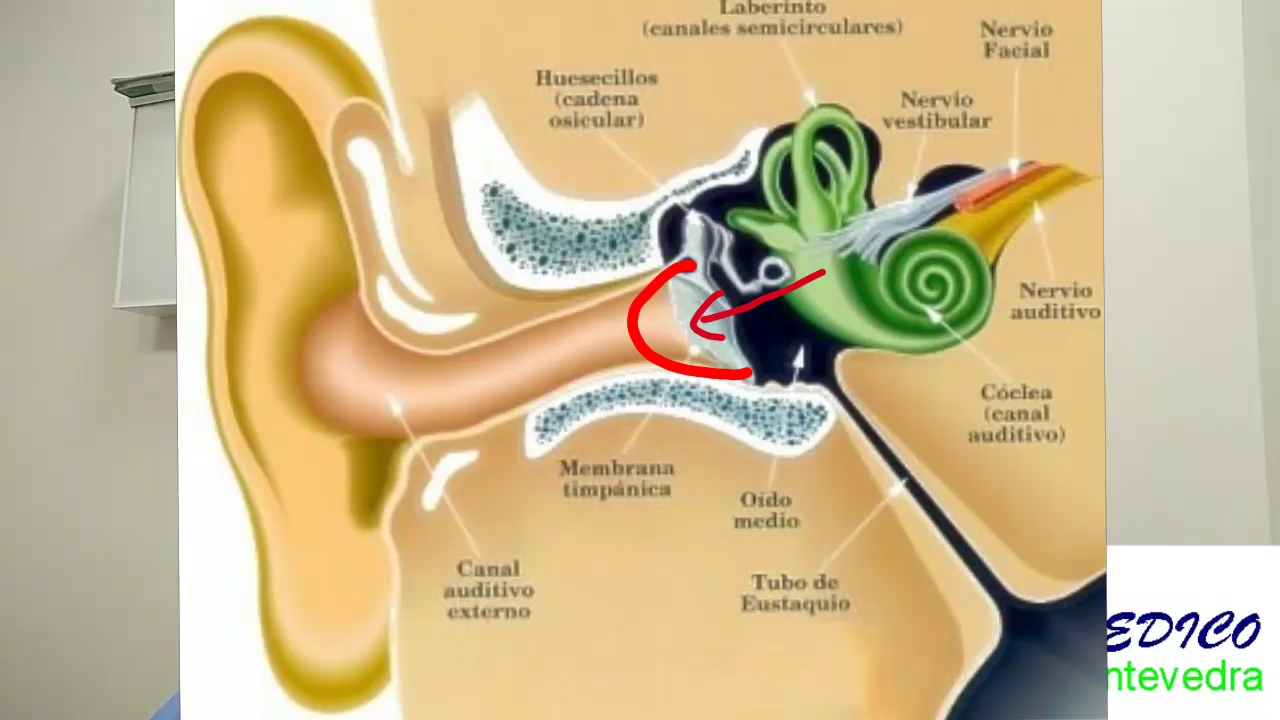 Laberinto
(canales semicirculares)
Nervio
Facial
Huesecillos
(cadena
osicular)
Nervio
vestibular
Nervio
auditivo
Cóclea
(canal
auditivo)
Membrana
timpánica
Oído
medio
Canal
auditivo
externo
Tubo de
Eustaquio
EDICO
ntevedra